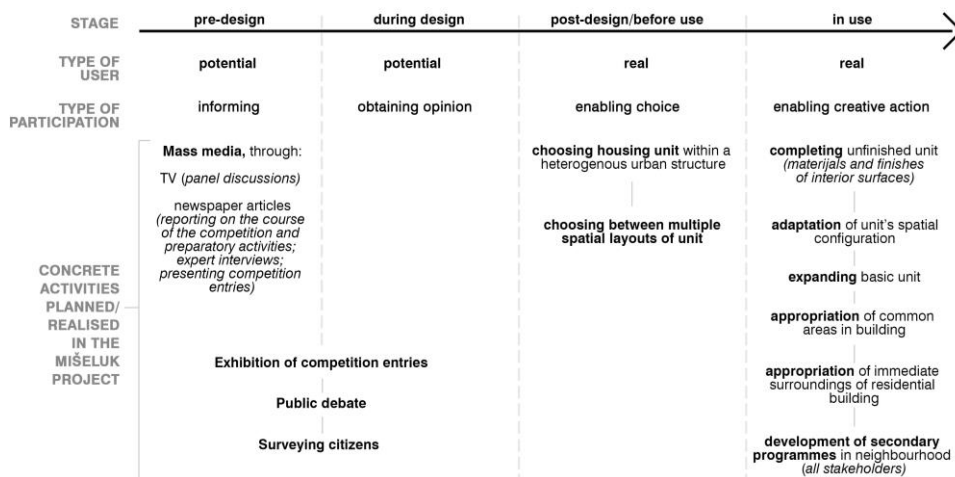 STAGE
pre-design
during design
post-design/before use
in use
TYPE OF
USER
potential
potential
real
real
TYPE OF
PARTICIPATION
informing
obtaining opinion
enabling choice
enabling creative action
CONCRETE
ACTIVITIES
PLANNED/
REALISED
IN THE
MIŠELUK
PROJECT
Mass media, through:
TV (panel discussions)
newspaper articles
(reporting on the course
of the competition and
preparatory activities;
expert interviews;
presenting competition
entries)
Exhibition of competition entries
Public debate
Surveying citizens
choosing housing unit within a
heterogenous urban structure
choosing between multiple
spatial layouts of unit
completing unfinished unit
(materijals and finishes
of interior surfaces)
adaptation of unit's spatial
configuration
expanding basic unit
appropriation of common
areas in building
appropriation of immediate
surroundings of residential
building
development of secondary
programmes in neighbourhood
(all stakeholders)